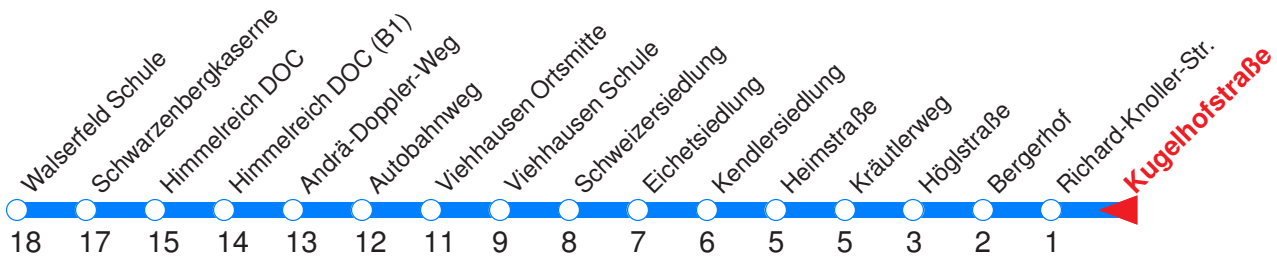 Walserfeld Schule
Schwarzenbergkaserne
Himmelreich DOC
Himmelreich DOC (B1)
Andrä-Doppler-Weg
Autobahnweg
Viehhausen Ortsmitte
Viehhausen Schule
Schweizersiedlung
Eichetsiedlung
Kendlersiedlung
Heimstraße
Kräutlerweg
Höglstraße
Bergerhof
Richard-Knoller-Str.
Kugelhofstraße
18 17 15 14 13 12 11 9 8 7 6 5 5 3 2 1